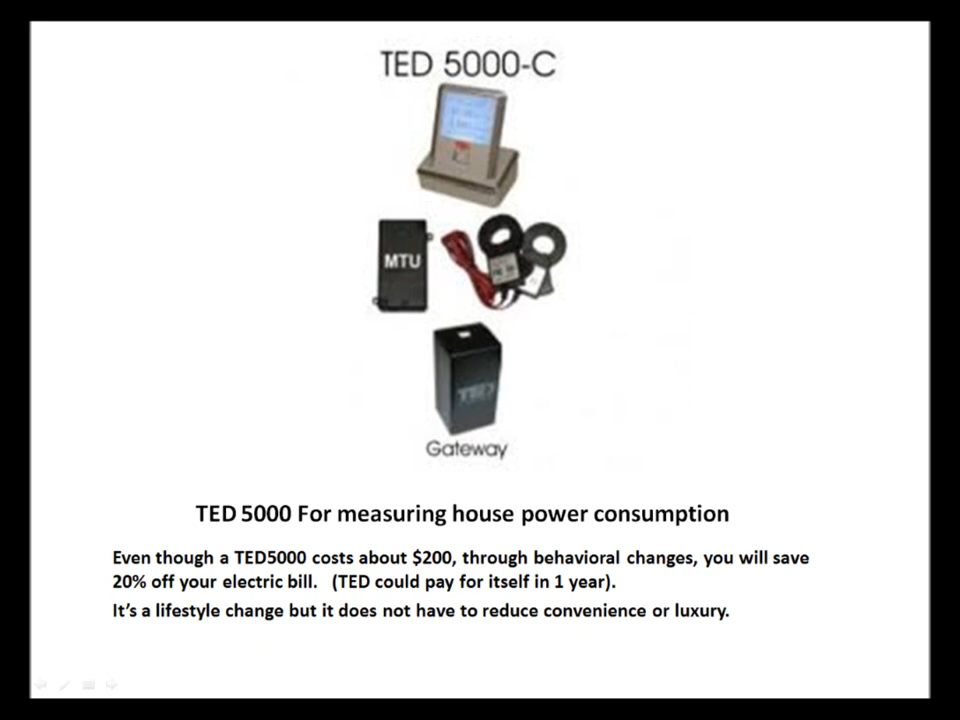 TED 5000-C
MTU
TED
Gateway
TED 5000 For measuring house power consumption
Even though a TED5000 costs about $200, through behavioral changes, you will save
20% off your electric bill.   (TED could pay for itself in 1 year).
It's a lifestyle change but it does not have to reduce convenience or luxury.